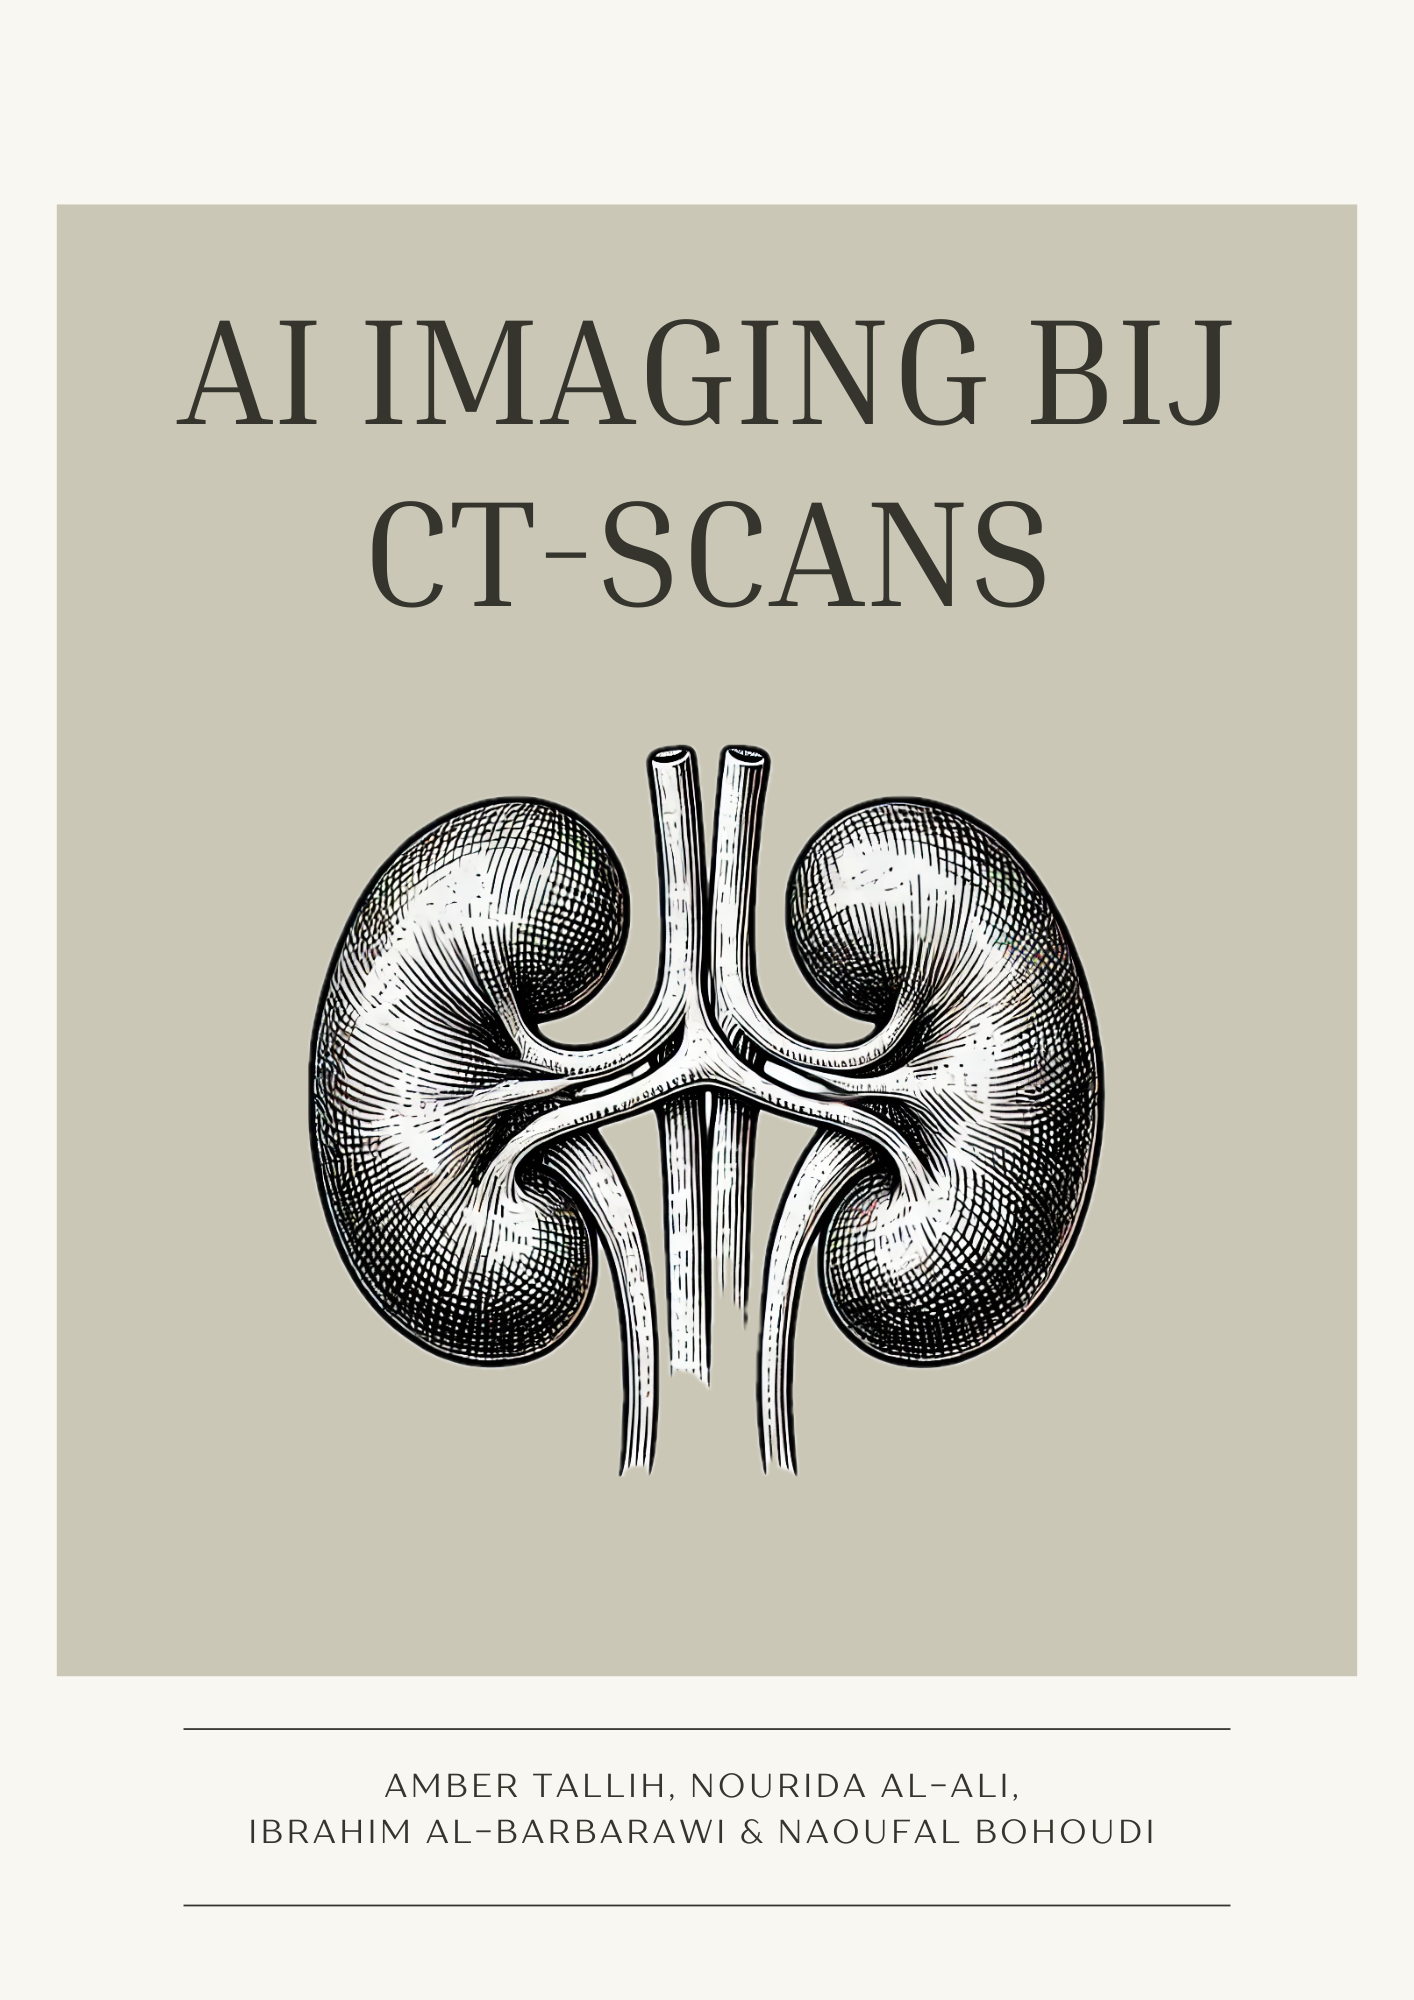 AI IMAGING BIJ
CT-SCANS
AMBER TALLIH, NOURIDA AL-ALI,
IBRAHIM AL-BARBARAWI & NAOUFAL BOHOUDI